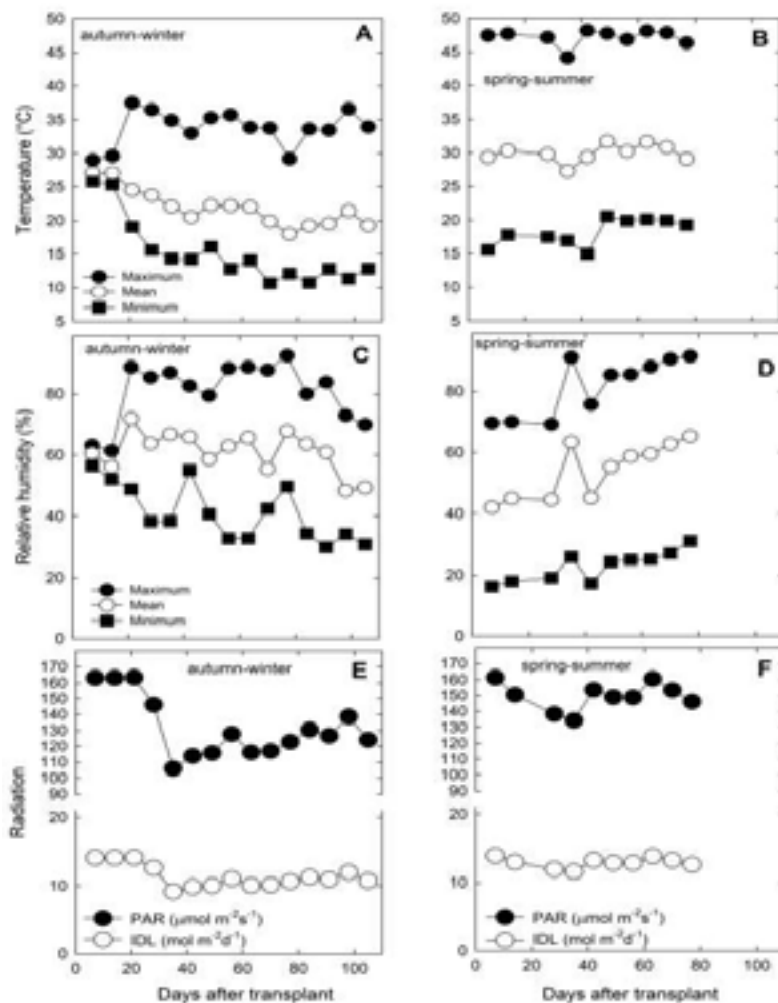 A
autumn-winter
50
45
40
35
30
25
20
15
10
5
Temperature (°C)
Maximum
Mean
Minimum
B
spring-summer
50
45
40
35
30
25
20
15
10
5
C
autumn-winter
80
60
40
20
0
Relative humidity (%)
Maximum
Mean
Minimum
D
spring-summer
80
60
40
20
0
E
autumn-winter
170
160
150
140
130
120
110
100
90
20
10
0
Radiation
PAR (μmol m⁻²s⁻¹)
IDL (mol m⁻²d⁻¹)
0 20 40 60 80 100
Days after transplant
F
spring-summer
170
160
150
140
130
120
110
100
90
20
10
0
PAR (μmol m⁻²s⁻¹)
IDL (mol m⁻²d⁻¹)
0 20 40 60 80 100
Days after transplant